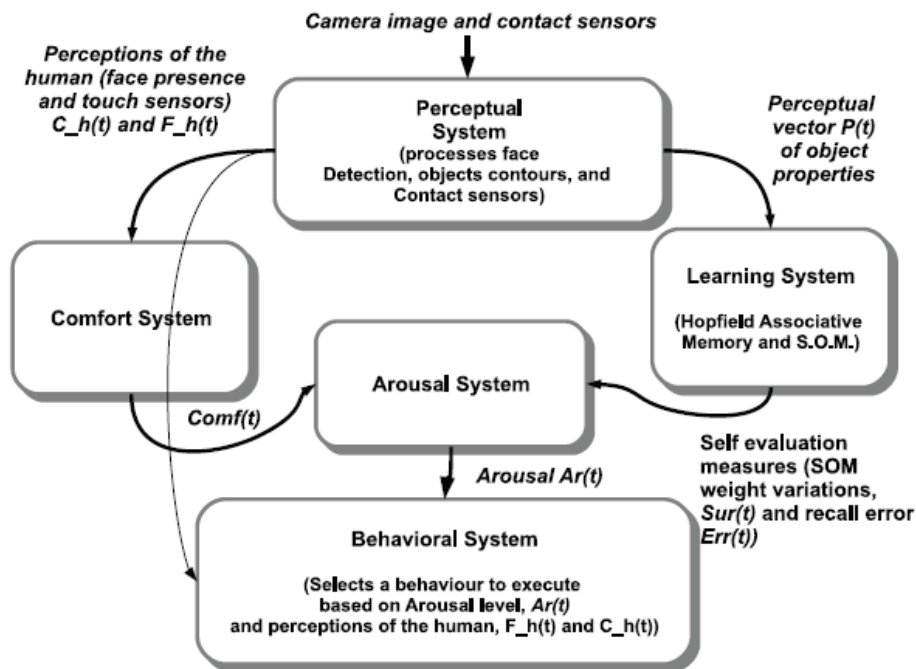 Camera image and contact sensors
Perceptions of the
human (face presence
and touch sensors)
C_h(t) and F_h(t)
Perceptual
System
(processes face
Detection, objects contours, and
Contact sensors)
Perceptual
vector P(t)
of object
properties
Comfort System
Learning System
(Hopfield Associative
Memory and S.O.M.)
Arousal System
Comf(t)
Self evaluation
measures (SOM
weight variations,
Sur(t) and recall error
Err(t))
Arousal Ar(t)
Behavioral System
(Selects a behaviour to execute
based on Arousal level, Ar(t)
and perceptions of the human, F_h(t) and C_h(t))